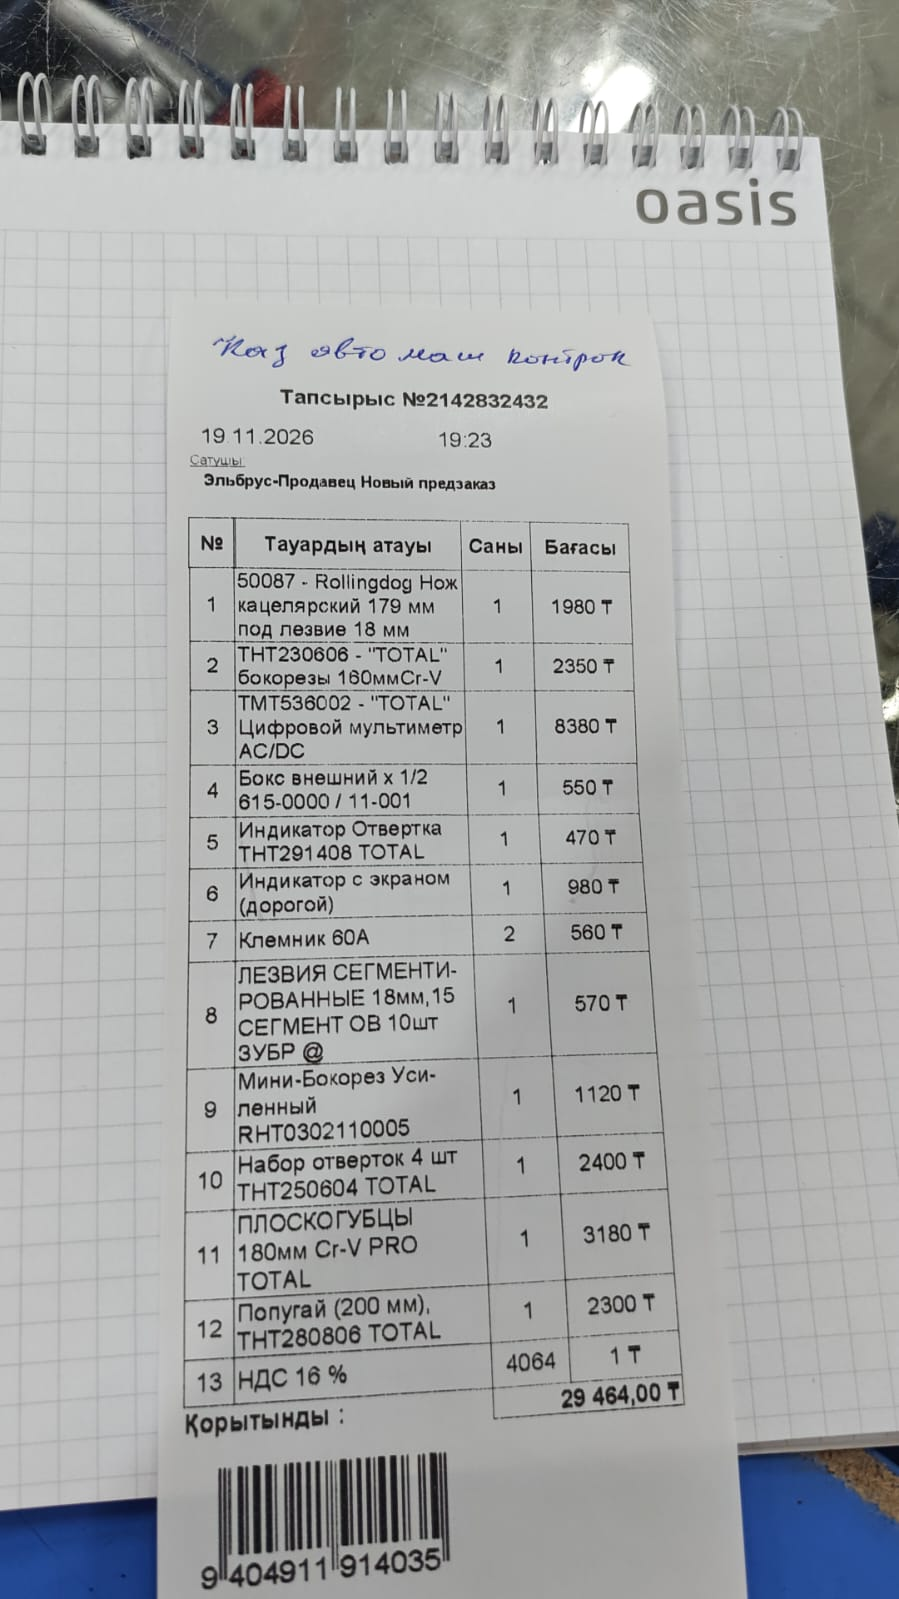 oasis
Каз авто маш контрол
Тапсырыс №2142832432
19.11.2026 19:23
Сатушы:
Эльбрус-Продавец Новый предзаказ
№ Тауардың атауы Саны Бағасы
1 50087 - Rollingdog Нож кацелярский 179 мм под лезвие 18 мм 1 1980 ₸
2 THT230606 - "TOTAL" бокорезы 160ммCr-V 1 2350 ₸
3 TMT536002 - "TOTAL" Цифровой мультиметр AC/DC 1 8380 ₸
4 Бокс внешний х 1/2 615-0000 / 11-001 1 550 ₸
5 Индикатор Отвертка THT291408 TOTAL 1 470 ₸
6 Индикатор с экраном (дорогой) 1 980 ₸
7 Клемник 60А 2 560 ₸
8 ЛЕЗВИЯ СЕГМЕНТИ-РОВАННЫЕ 18мм,15 СЕГМЕНТ ОВ 10шт ЗУБР @ 1 570 ₸
9 Мини-Бокорез Уси-ленный RHT0302110005 1 1120 ₸
10 Набор отверток 4 шт THT250604 TOTAL 1 2400 ₸
11 ПЛОСКОГУБЦЫ 180мм Cr-V PRO TOTAL 1 3180 ₸
12 Попугай (200 мм), THT280806 TOTAL 1 2300 ₸
13 НДС 16 % 4064 1 ₸
Қорытынды : 29 464,00 ₸
9 404911 914035